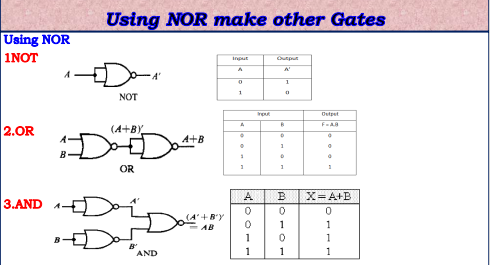 Using NOR make other Gates
Using NOR
1NOT
A
A'
NOT
Input Output
A A'
0 1
1 0
2.OR
A
B
(A+B)'
A+B
OR
Input Output
A B F=A.B
0 0 0
0 1 0
1 0 0
1 1 1
3.AND
A
A'
B
B'
(A'+B')'
= AB
AND
A B X=A+B
0 0 0
0 1 1
1 0 1
1 1 1